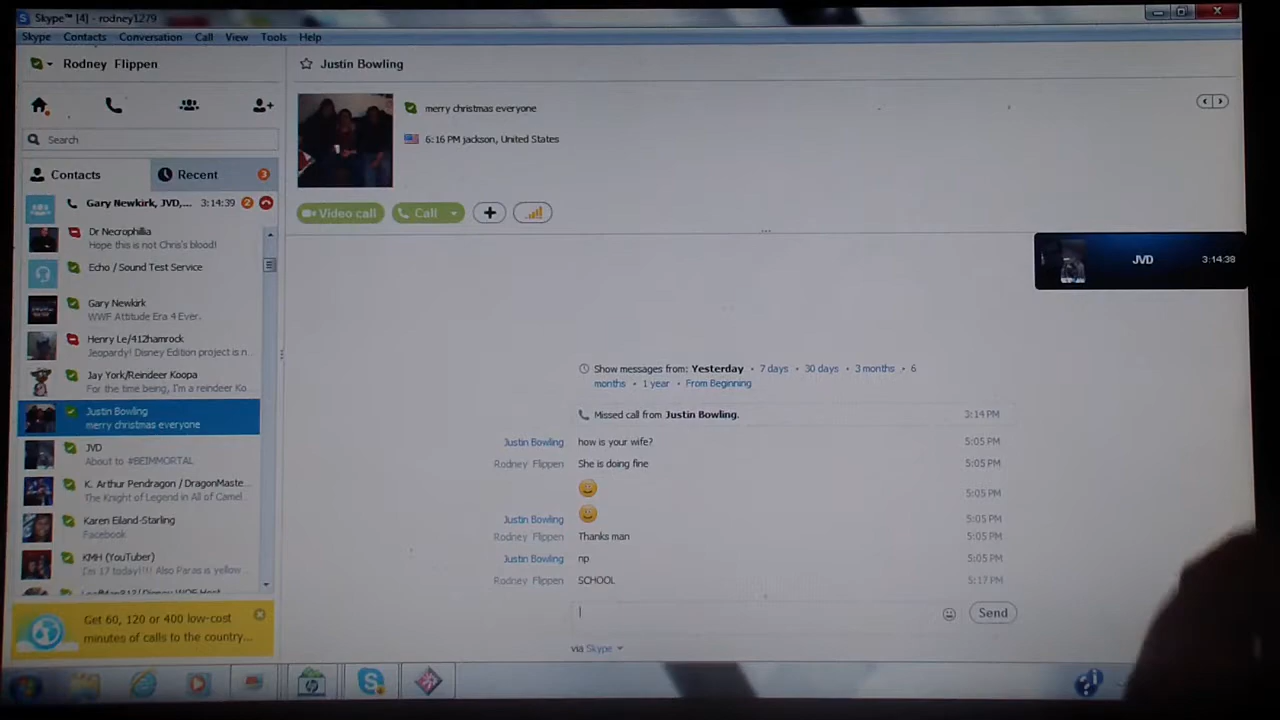 Skype™ [4] - rodney1279
Skype Contacts Conversation Call View Tools Help
Rodney Flippen
Search
Contacts
Recent 3
Gary Newkirk, JVD,... 3:14:39 2
Dr Necrophillia
Hope this is not Chris's blood!
Echo / Sound Test Service
Gary Newkirk
WWF Attitude Era 4 Ever.
Henry Le/412hamrock
Jeopardy! Disney Edition project is n...
Jay York/Reindeer Koopa
For the time being, I'm a reindeer Ko...
Justin Bowling
merry christmas everyone
JVD
About to #BEIMMORTAL
K. Arthur Pendragon / DragonMaste...
The Knight of Legend in All of Camel...
Karen Eiland-Starling
Facebook
KMH (YouTube)
I'm 17 today!!!! Also Paras is yellow...
Get 60, 120 or 400 low-cost
minutes of calls to the country...
Justin Bowling
merry christmas everyone
6:16 PM jackson, United States
Video call
Call
JVD 3:14:38
Show messages from: Yesterday • 7 days • 30 days • 3 months • 6
months • 1 year • From Beginning
Missed call from Justin Bowling. 3:14 PM
Justin Bowling how is your wife? 5:05 PM
Rodney Flippen She is doing fine 5:05 PM
5:05 PM
Justin Bowling 5:05 PM
Rodney Flippen Thanks man 5:05 PM
Justin Bowling np 5:05 PM
Rodney Flippen SCHOOL 5:17 PM
Send
via Skype